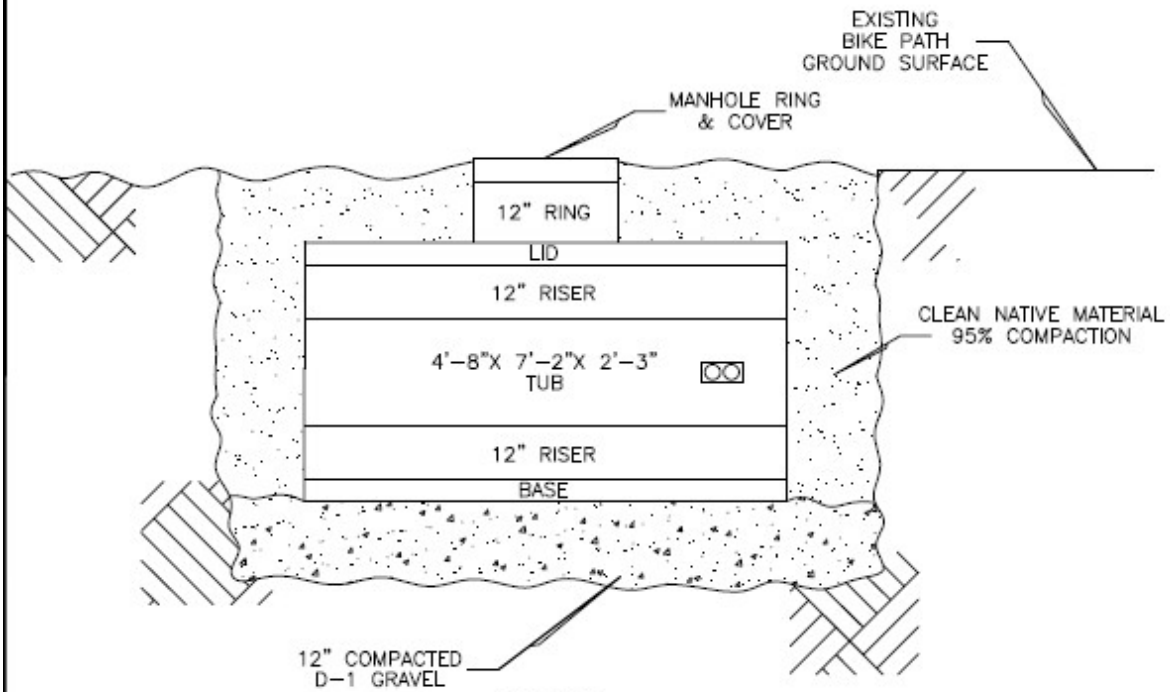 EXISTING
BIKE PATH
GROUND SURFACE
MANHOLE RING
& COVER
12" RING
LID
12" RISER
CLEAN NATIVE MATERIAL
95% COMPACTION
4'-8"X 7'-2"X 2'-3"
TUB
12" RISER
BASE
12" COMPACTED
D-1 GRAVEL